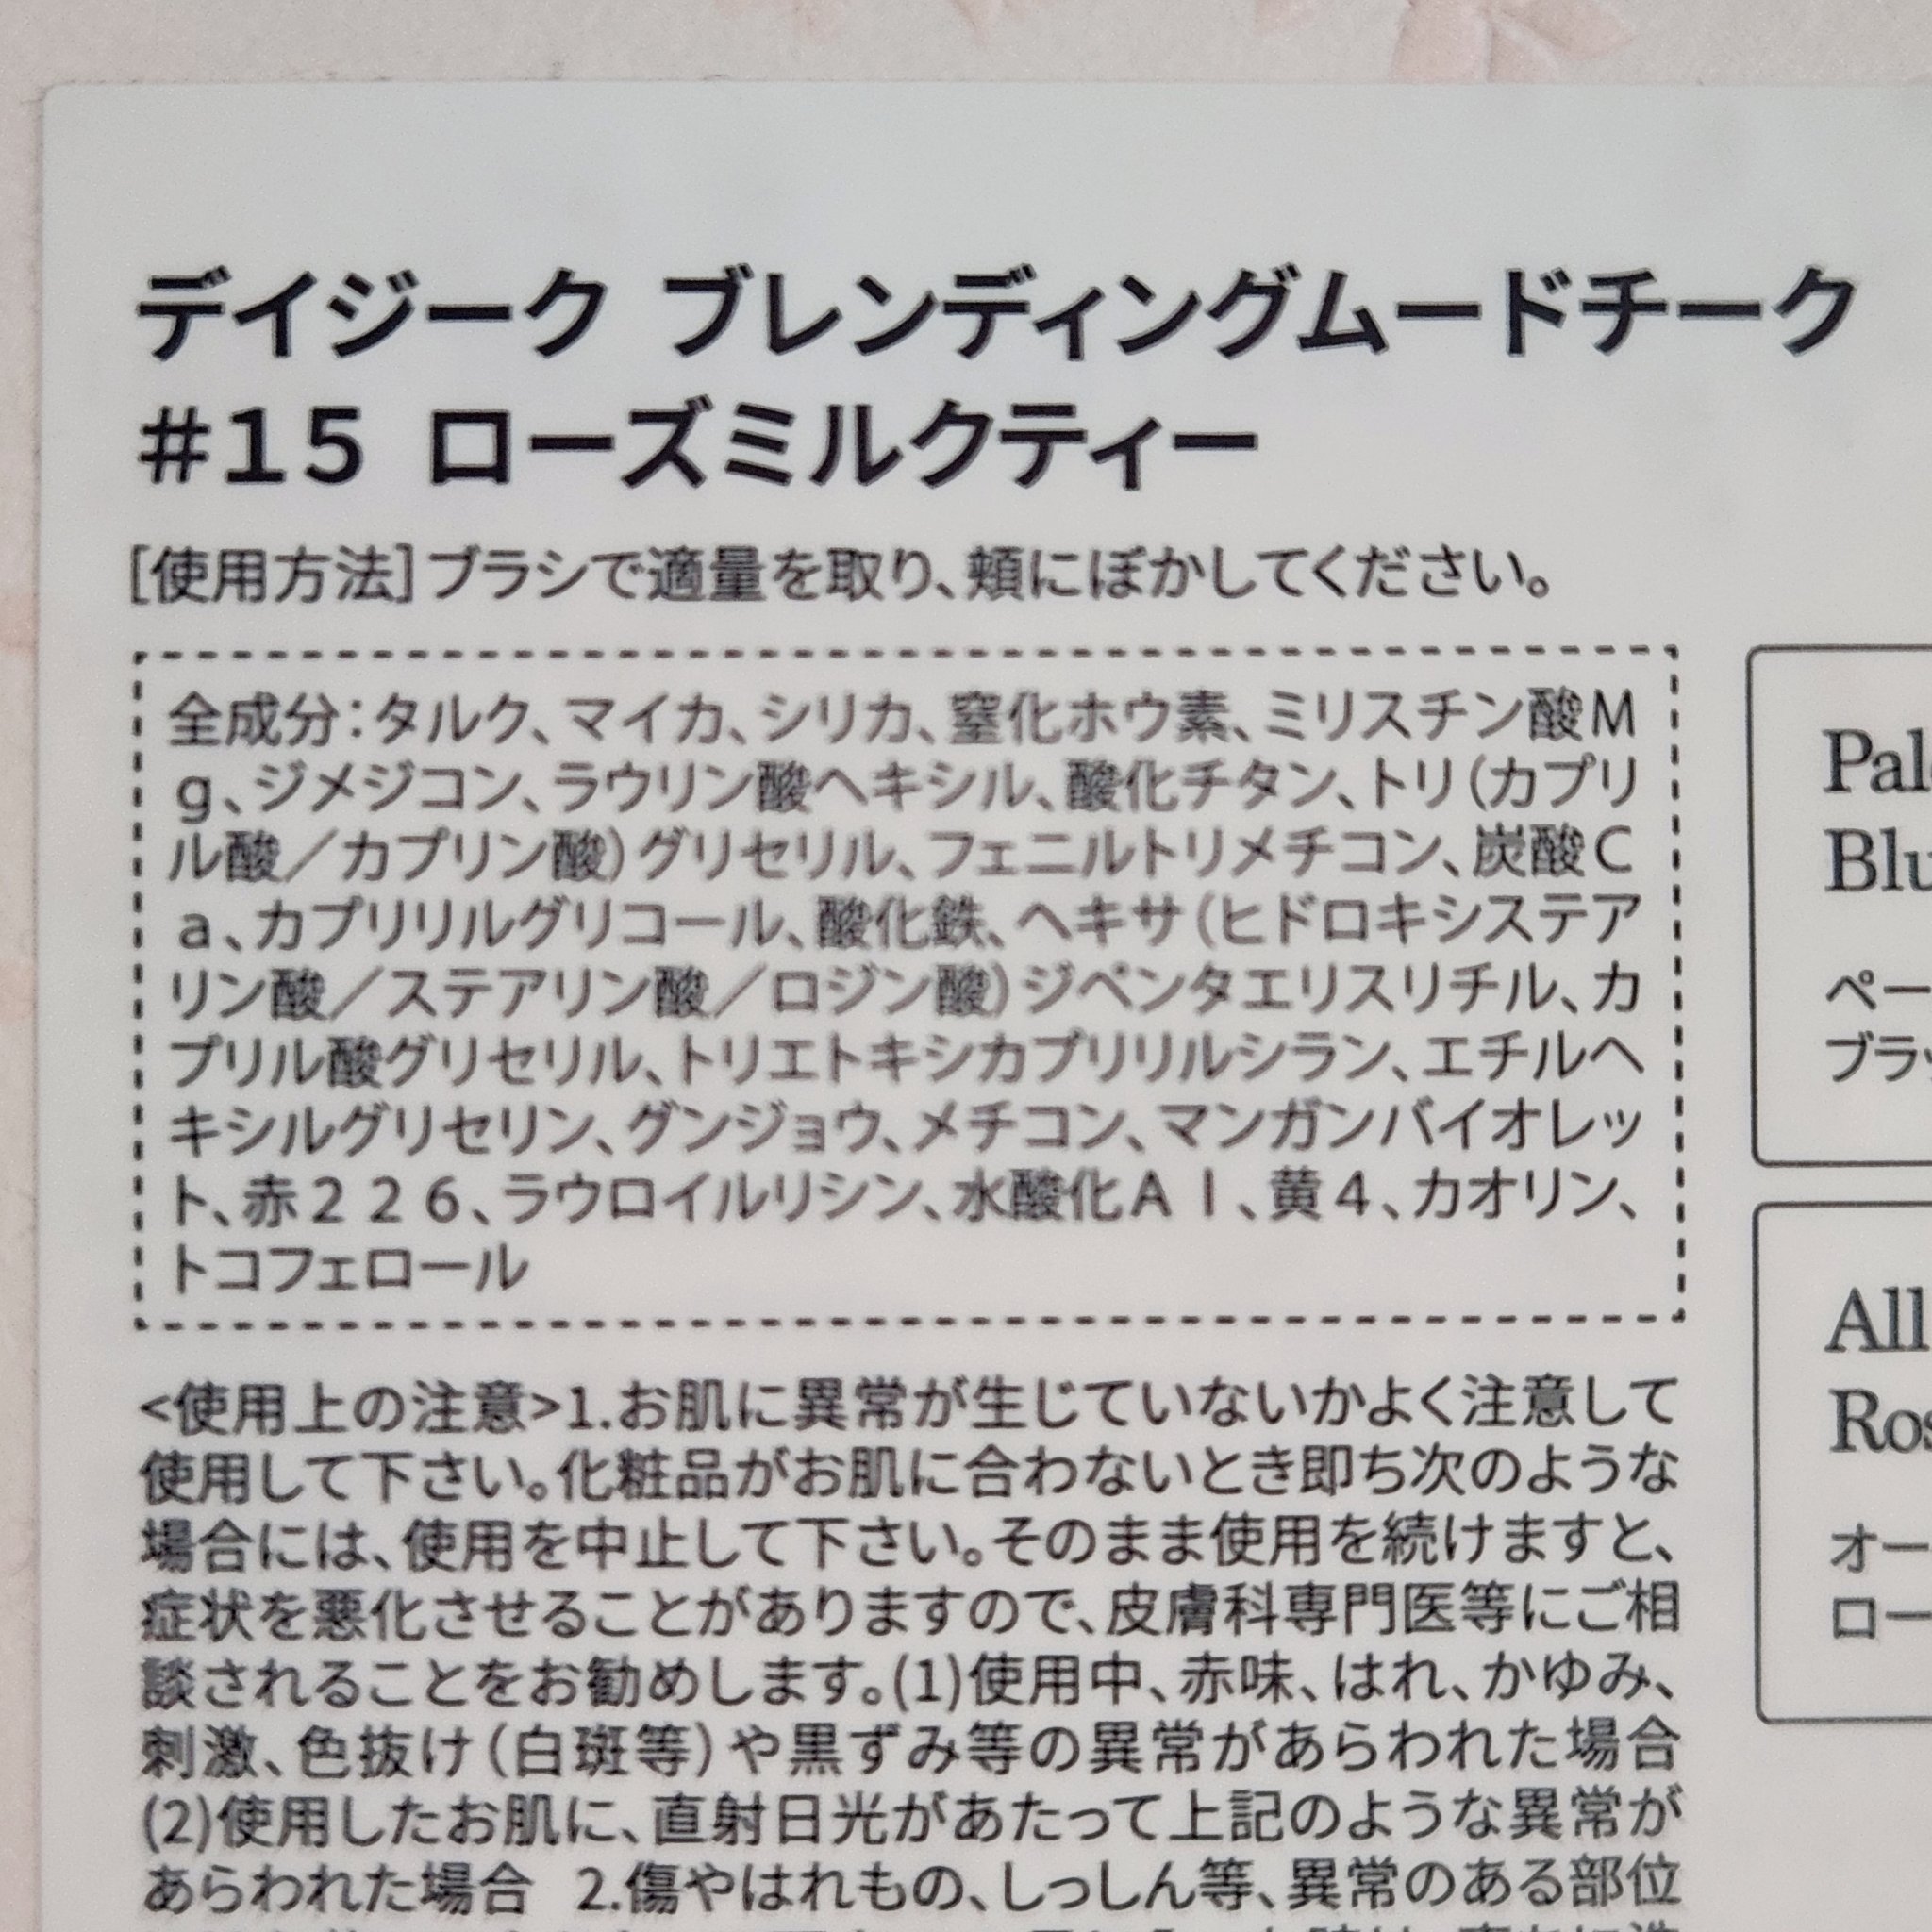 デイジーク ブレンディングムードチーク
#15 ローズミルクティー
[使用方法]ブラシで適量を取り、頬にぼかしてください。
全成分:タルク、マイカ、シリカ、窒化ホウ素、ミリスチン酸M
g、ジメジコン、ラウリン酸ヘキシル、酸化チタン、トリ(カプリ
ル酸/カプリン酸)グリセリル、フェニルトリメチコン、炭酸C
a、カプリリルグリコール、酸化鉄、ヘキサ(ヒドロキシステア
リン酸/ステアリン酸/ロジン酸)ジペンタエリスリチル、カ
プリル酸グリセリル、トリエトキシカプリリルシラン、エチルヘ
キシルグリセリン、グンジョウ、メチコン、マンガンバイオレッ
ト、赤226、ラウロイルリシン、水酸化Al、黄4、カオリン、
トコフェロール
<使用上の注意>1.お肌に異常が生じていないかよく注意して
使用して下さい。化粧品がお肌に合わないとき即ち次のような
場合には、使用を中止して下さい。そのまま使用を続けますと、
症状を悪化させることがありますので、皮膚科専門医等にご相
談されることをお勧めします。(1)使用中、赤味、はれ、かゆみ、
刺激、色抜け(白斑等)や黒ずみ等の異常があらわれた場合
(2)使用したお肌に、直射日光があたって上記のような異常が
あらわれた場合 2.傷やはれもの、しっしん等、異常のある部位
Pal
Blu
ペー
ブラ
All
Ros
オー
ロー